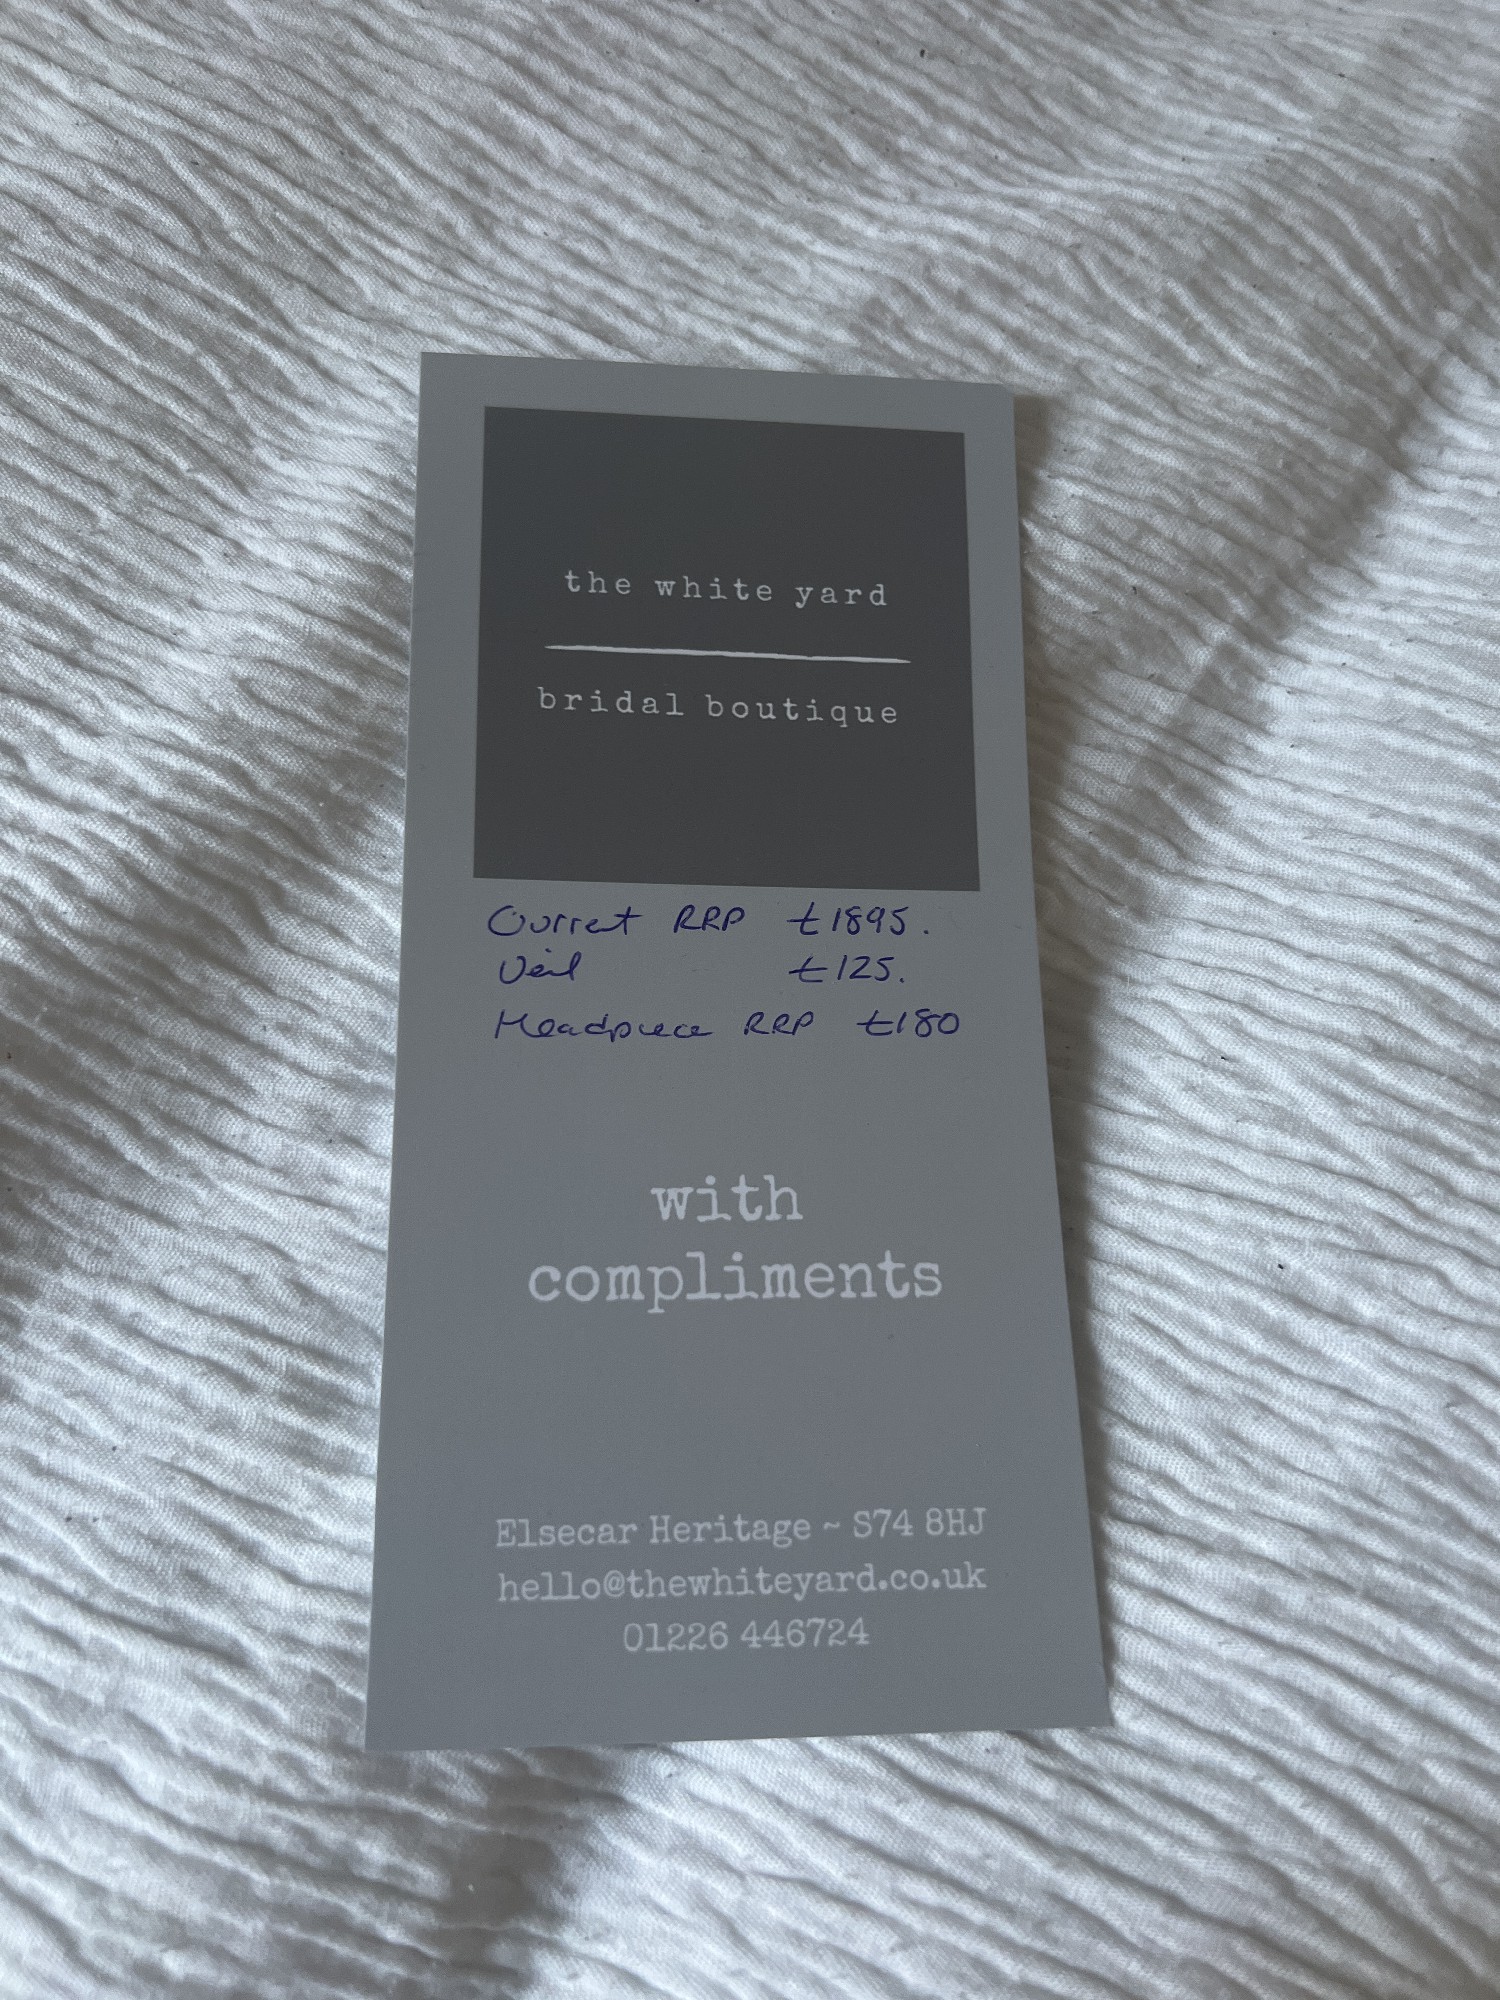 the white yard
bridal boutique
Current RRP £1895.
Veil £125.
Headpiece RRP £180
with
compliments
Elsecar Heritage ~ S74 8HJ
hello@thewhiteyard.co.uk
01226 446724